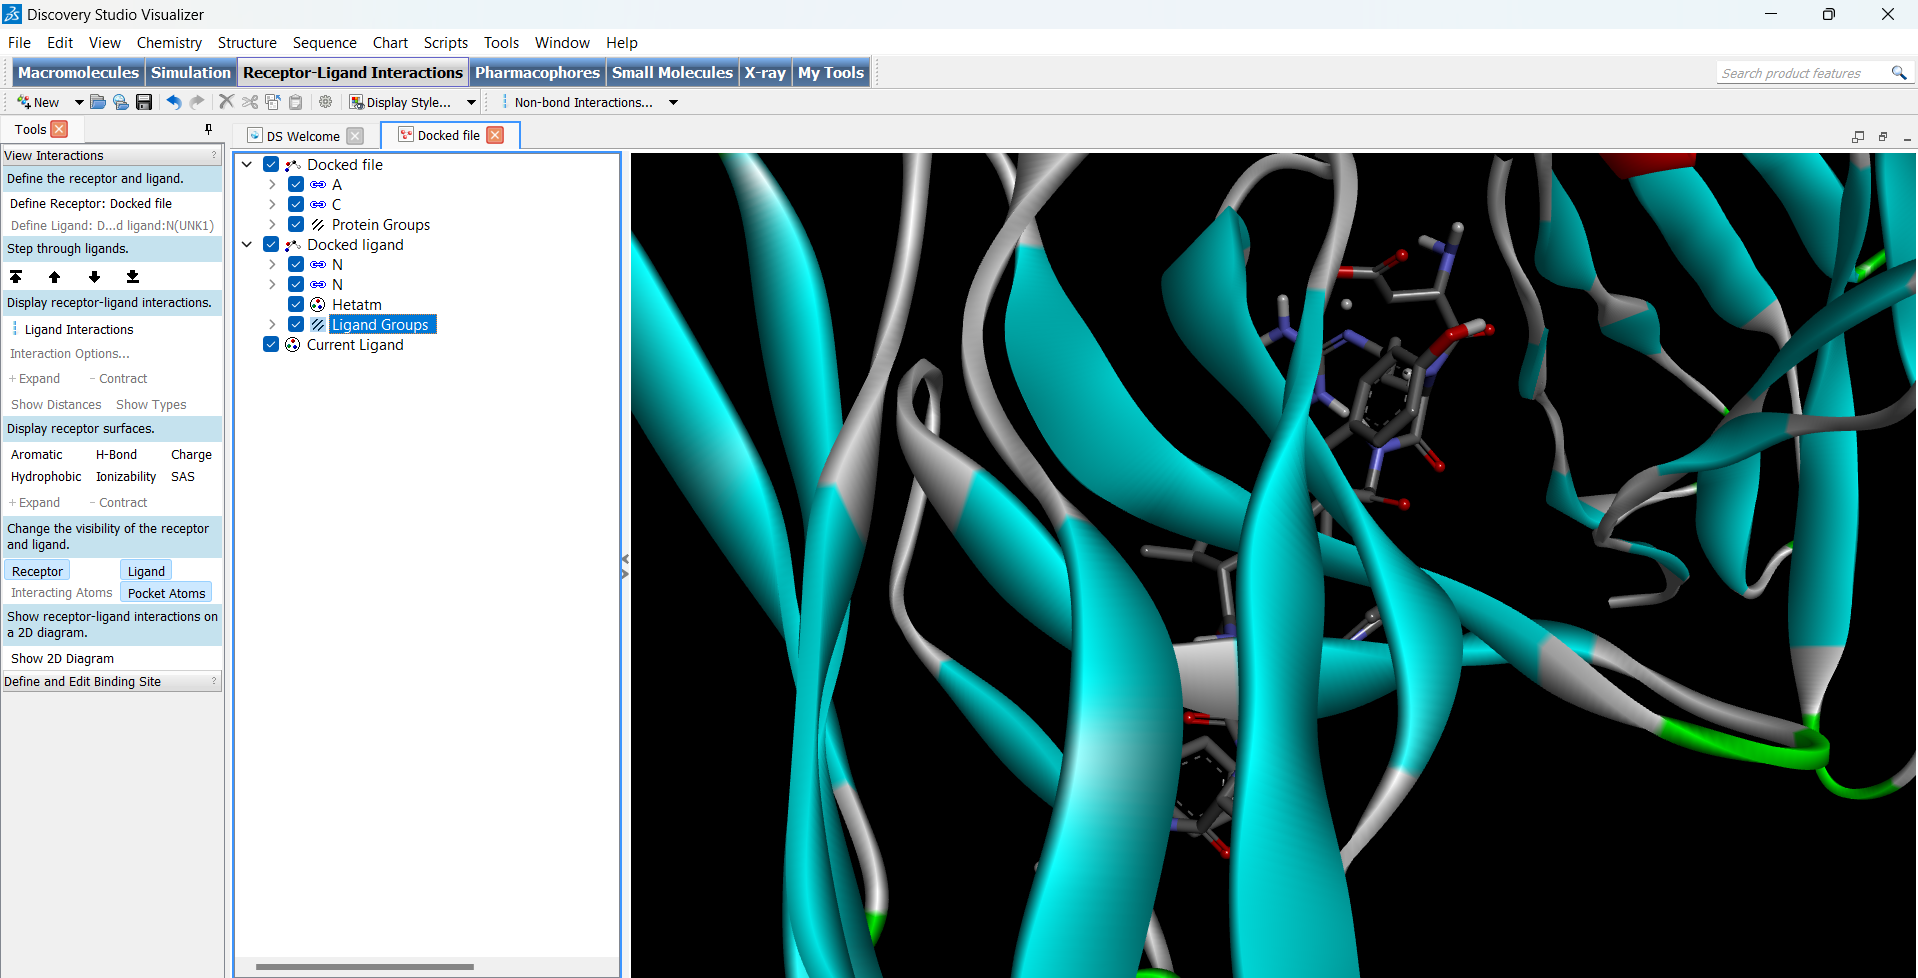 Discovery Studio Visualizer
File Edit View Chemistry Structure Sequence Chart Scripts Tools Window Help
Macromolecules Simulation Receptor-Ligand Interactions Pharmacophores Small Molecules X-ray My Tools
Search product features
New Display Style... Non-bond Interactions...
Tools
DS Welcome Docked file
View Interactions ?
Define the receptor and ligand.
Define Receptor: Docked file
Define Ligand: D...d ligand:N(UNK1)
Step through ligands.
Display receptor-ligand interactions.
Ligand Interactions
Interaction Options...
+ Expand - Contract
Show Distances Show Types
Display receptor surfaces.
Aromatic H-Bond Charge
Hydrophobic Ionizability SAS
+ Expand - Contract
Change the visibility of the receptor
and ligand.
Receptor Ligand
Interacting Atoms Pocket Atoms
Show receptor-ligand interactions on
a 2D diagram.
Show 2D Diagram
Define and Edit Binding Site ?
Docked file
A
C
Protein Groups
Docked ligand
N
N
Hetatm
Ligand Groups
Current Ligand